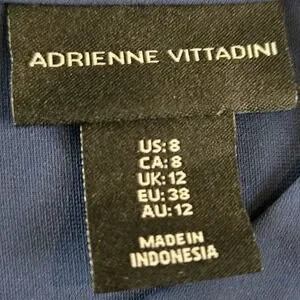 ADRIENNE VITTADINI
US: 8
CA: 8
UK: 12
EU: 38
AU: 12
MADE IN
INDONESIA